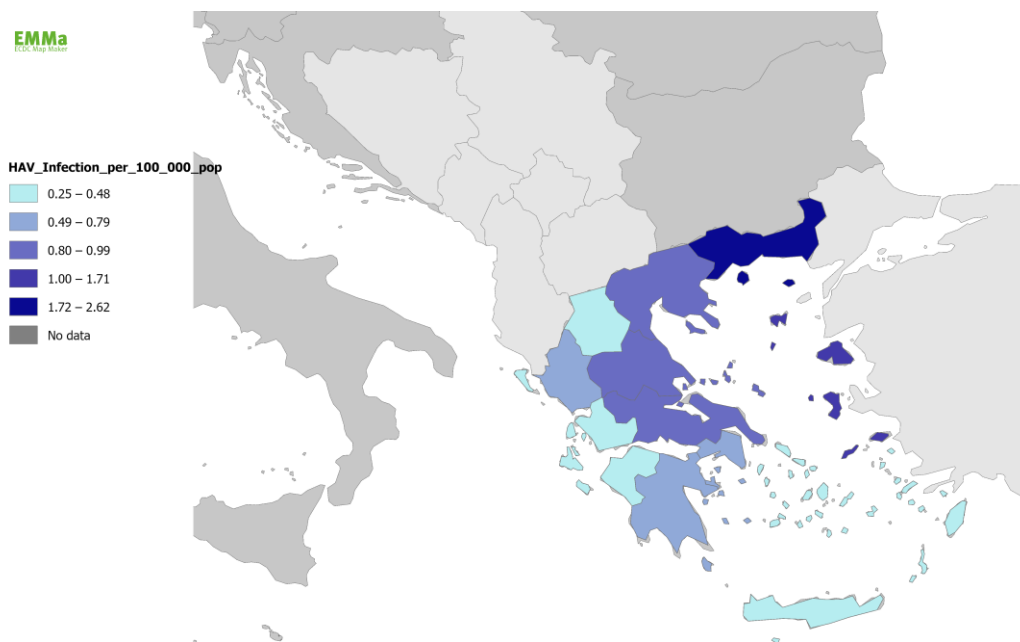 EMMa
ECDC Map Maker
HAV_Infection_per_100_000_pop
0.25 – 0.48
0.49 – 0.79
0.80 – 0.99
1.00 – 1.71
1.72 – 2.62
No data